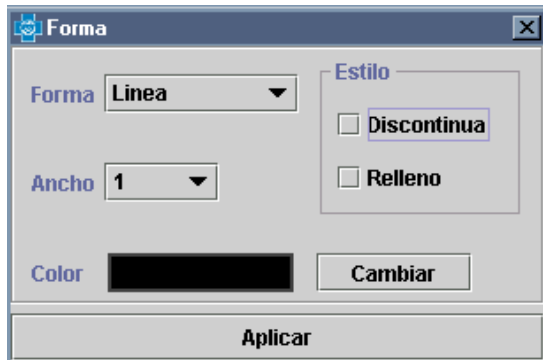 Forma
Estilo
Forma Linea
Discontinua
Ancho 1
Relleno
Color
Cambiar
Aplicar